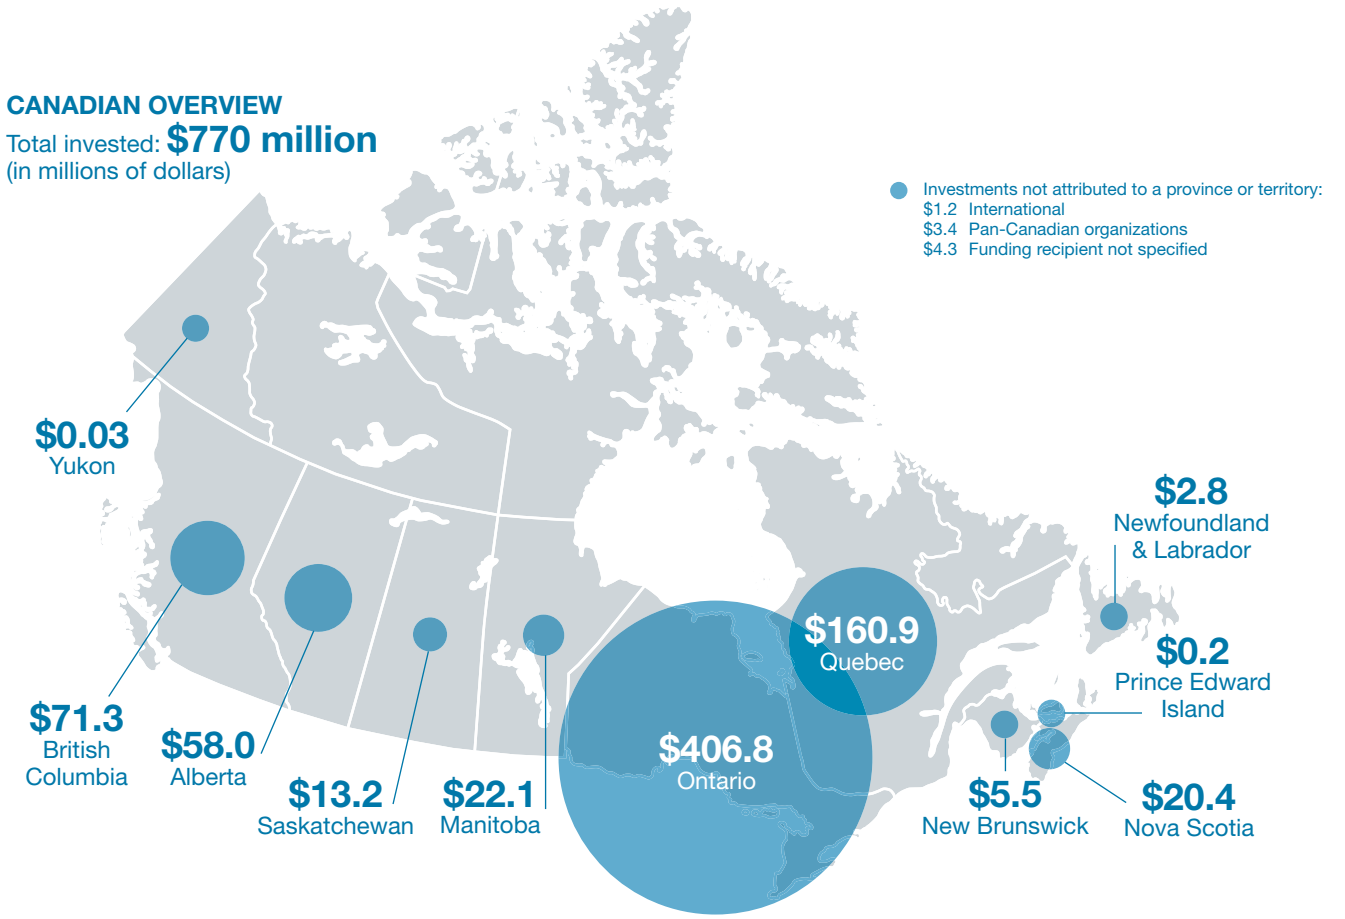 CANADIAN OVERVIEW
Total invested: $770 million
(in millions of dollars)
Investments not attributed to a province or territory:
$1.2 International
$3.4 Pan-Canadian organizations
$4.3 Funding recipient not specified
$0.03
Yukon
$2.8
Newfoundland
& Labrador
$160.9
Quebec
$0.2
Prince Edward
Island
$71.3
British
Columbia
$58.0
Alberta
$406.8
Ontario
$13.2
Saskatchewan
$22.1
Manitoba
$5.5
New Brunswick
$20.4
Nova Scotia